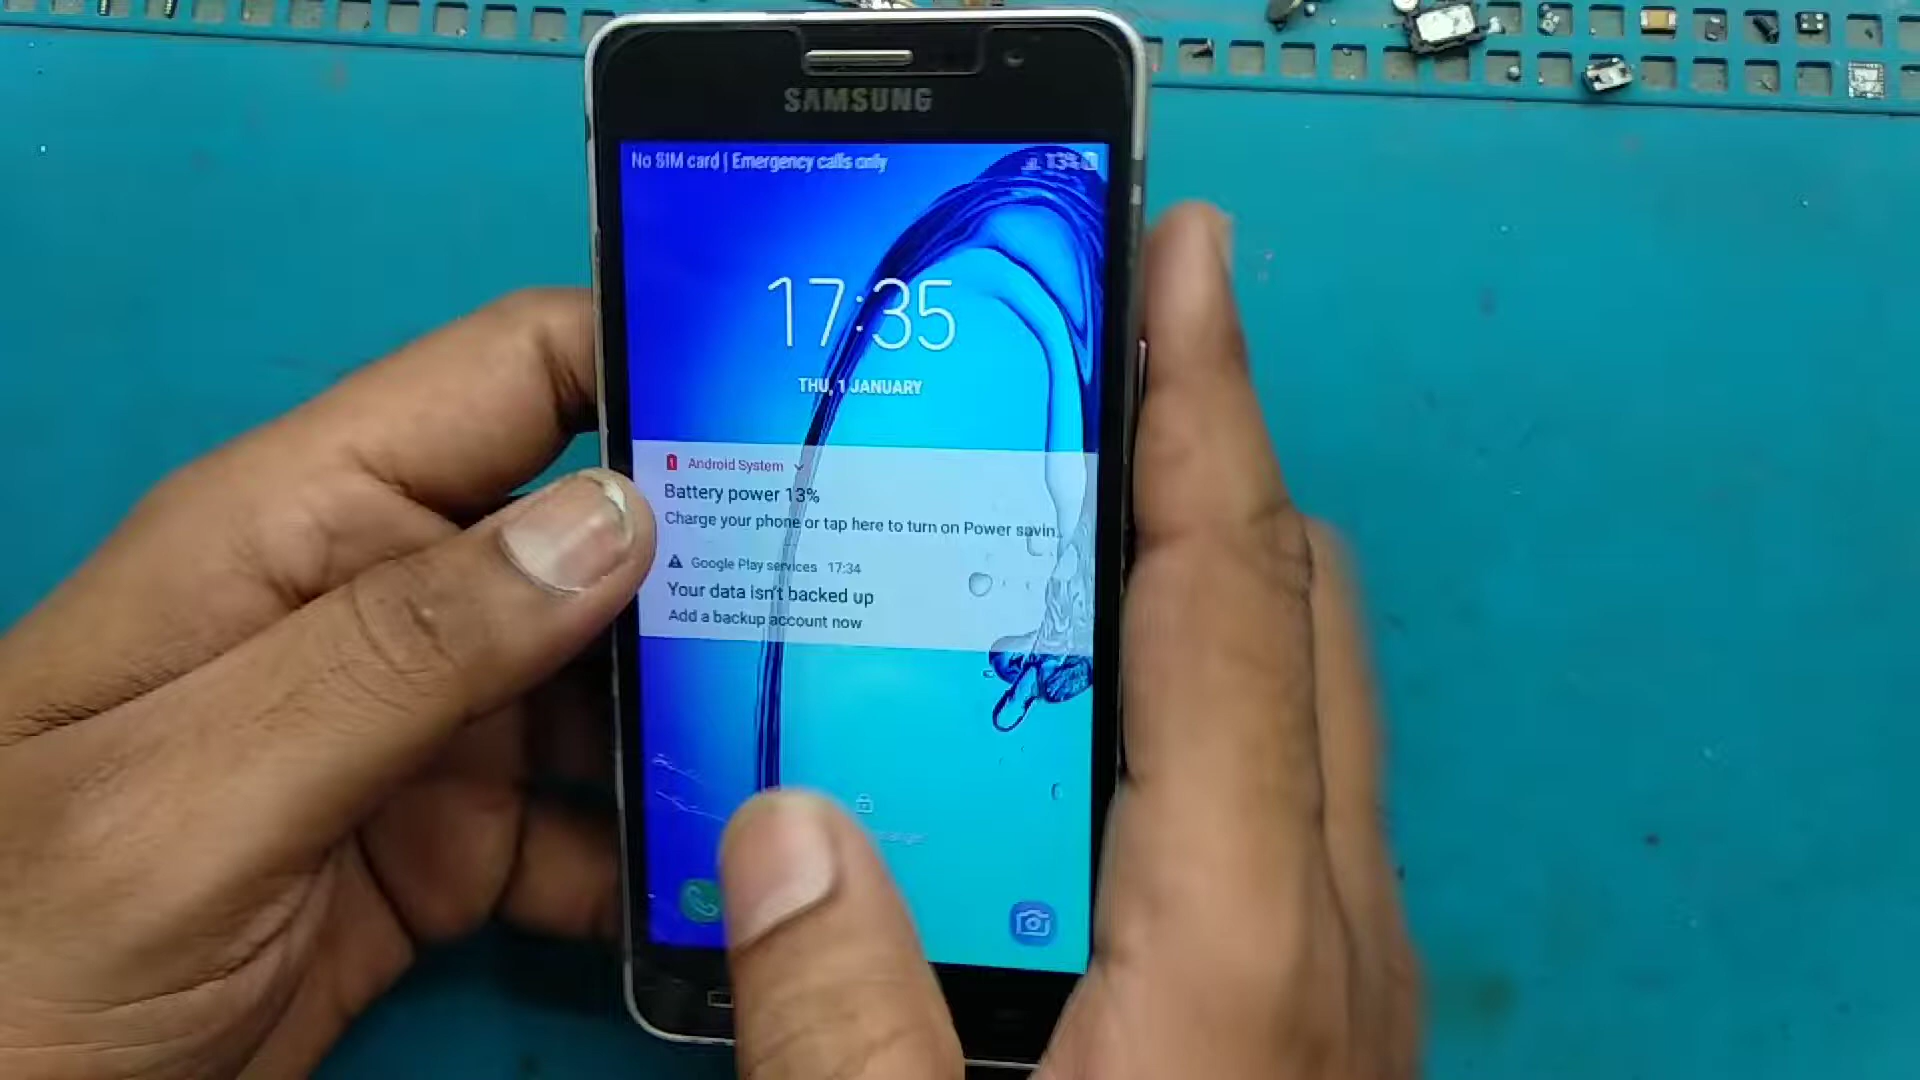 SAMSUNG
No SIM card | Emergency calls only 13%
17:35
THU, 1 JANUARY
Android System
Battery power 13%
Charge your phone or tap here to turn on Power savin..
Google Play services 17:34
Your data isn't backed up
Add a backup account now